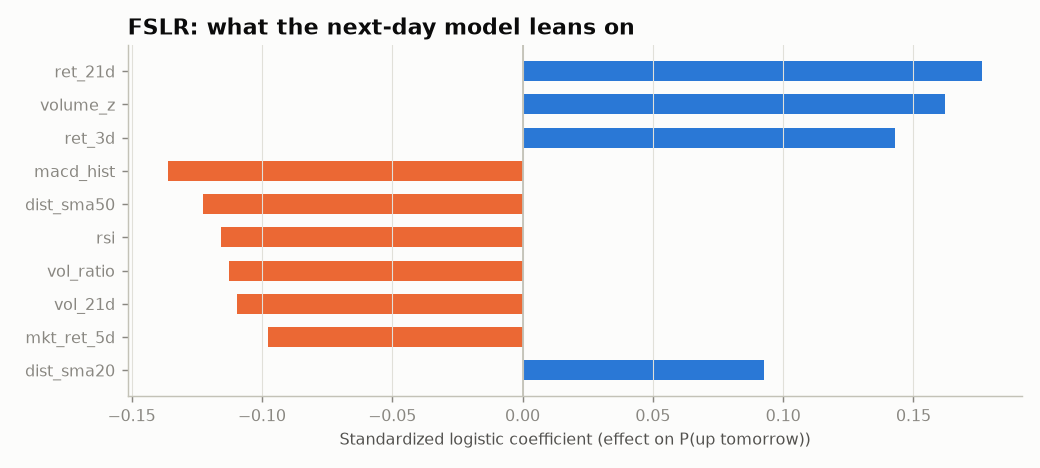 FSLR: what the next-day model leans on
ret_21d
volume_z
ret_3d
macd_hist
dist_sma50
rsi
vol_ratio
vol_21d
mkt_ret_5d
dist_sma20
−0.15 −0.10 −0.05 0.00 0.05 0.10 0.15
Standardized logistic coefficient (effect on P(up tomorrow))